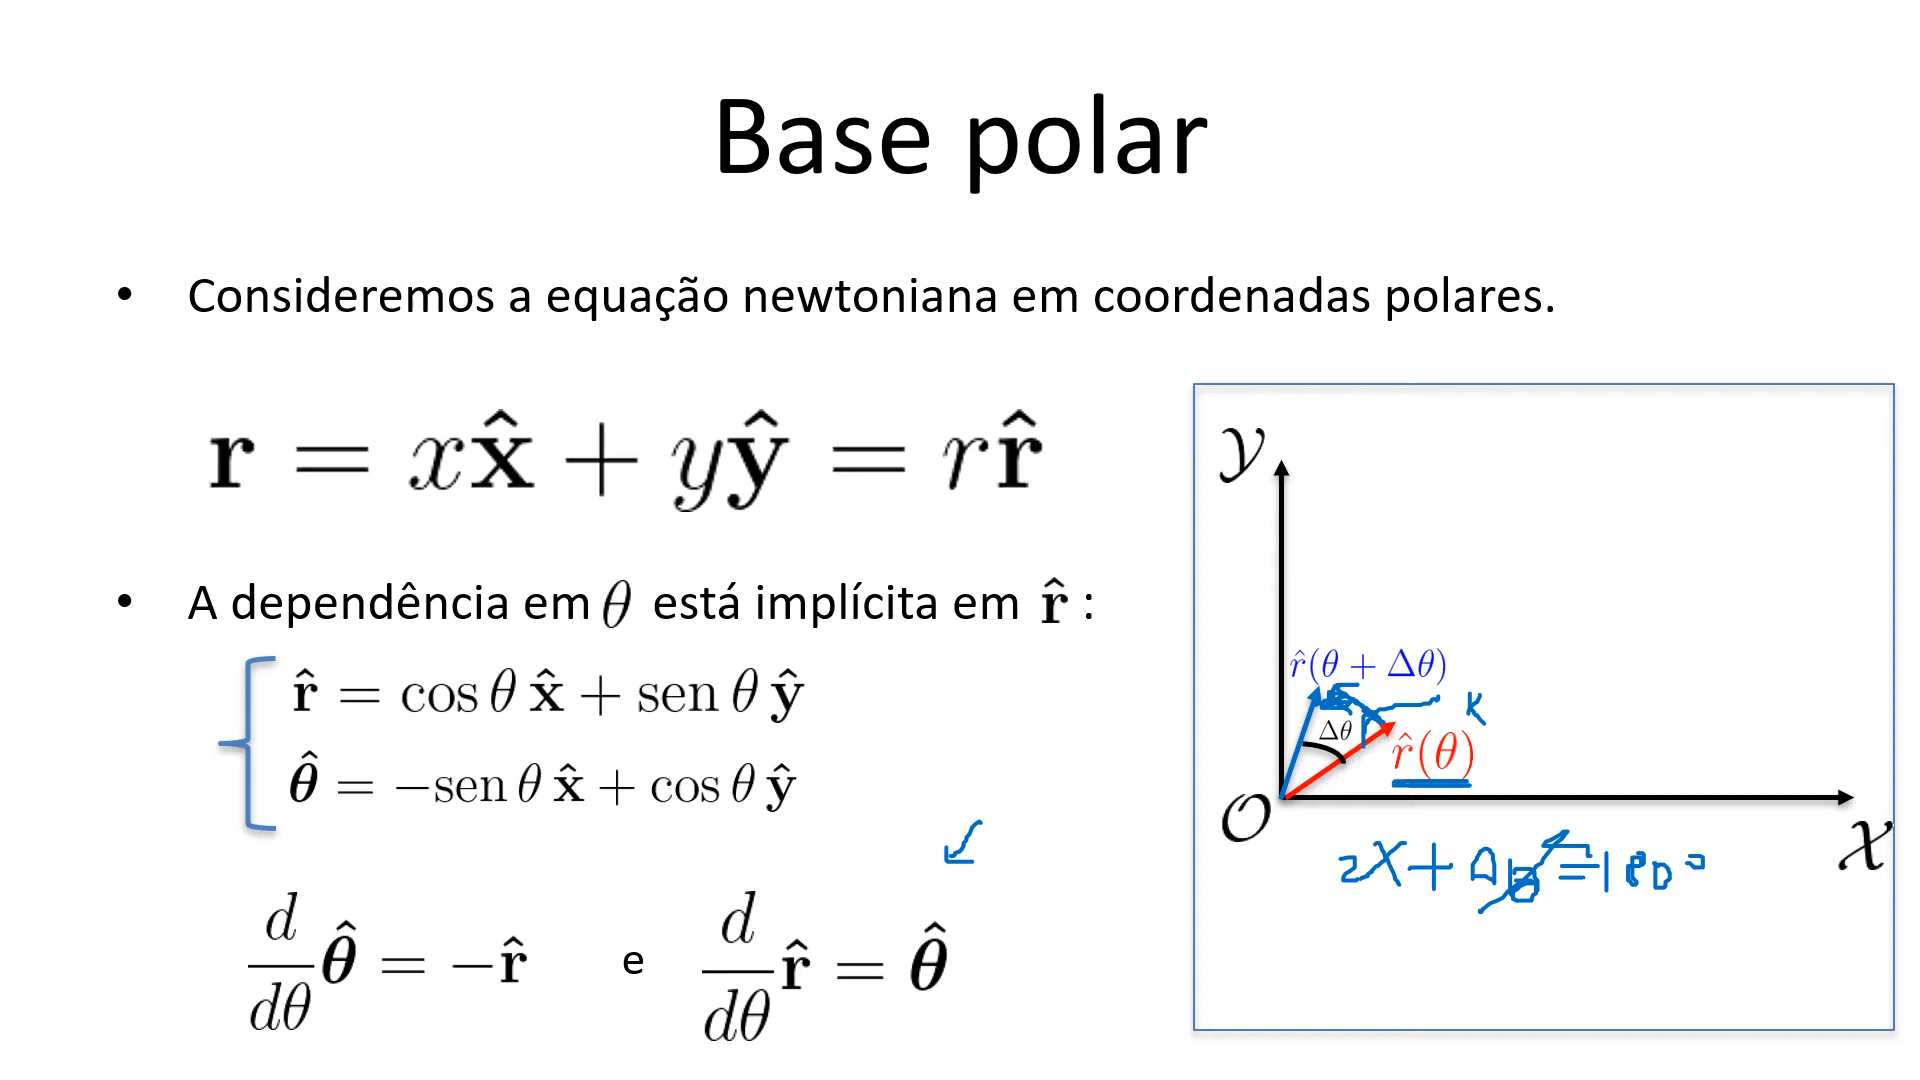 Base polar
• Consideremos a equação newtoniana em coordenadas polares.
r = xx̂ + yŷ = rr̂
• A dependência em θ está implícita em r̂ :
r̂ = cos θ x̂ + sen θ ŷ
θ̂ = −sen θ x̂ + cos θ ŷ
d/dθ θ̂ = −r̂ e d/dθ r̂ = θ̂
Y
r̂(θ + Δθ)
Δθ
r̂(θ)
O
X